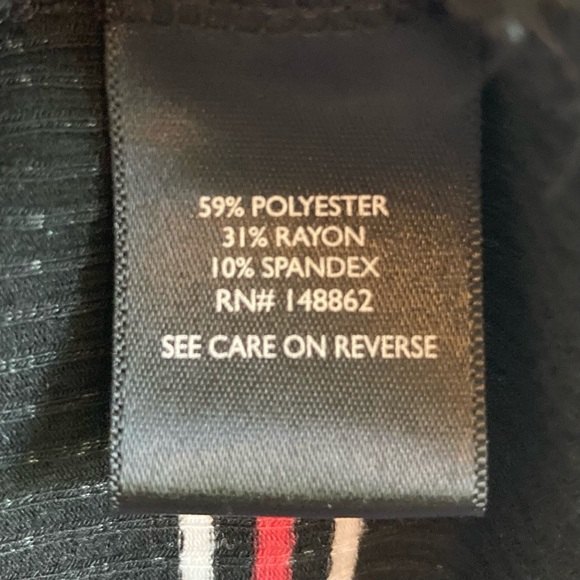 59% POLYESTER
31% RAYON
10% SPANDEX
RN# 148862
SEE CARE ON REVERSE